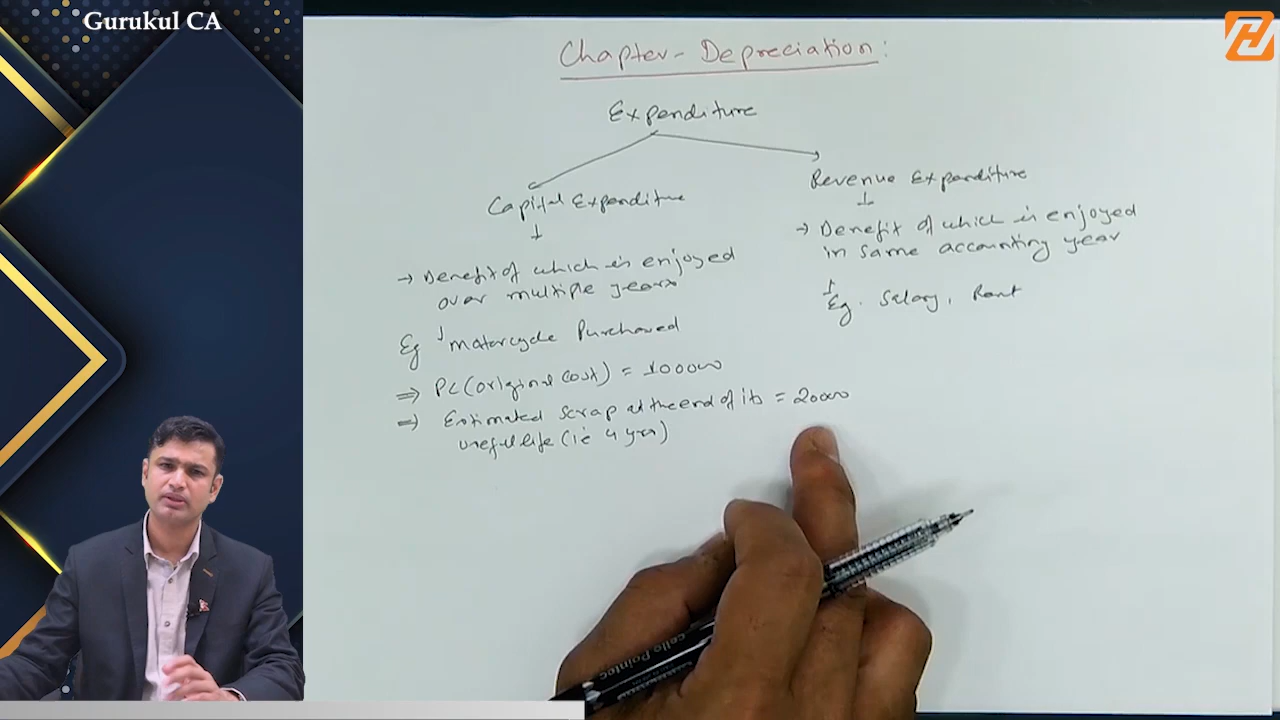 Gurukul CA
Chapter - Depreciation:
Expenditure
Capital Expenditure
→ Benefit of which is enjoyed
over multiple years
Eg motorcycle Purchased
⇒ PC (original cost) = 100000
⇒ Estimated scrap at the end of its = 20000
useful life (i.e 4 yrs)
Revenue Expenditure
→ Benefit of which is enjoyed
in same accounting year
Eg. Salary, Rent
cello Pointec